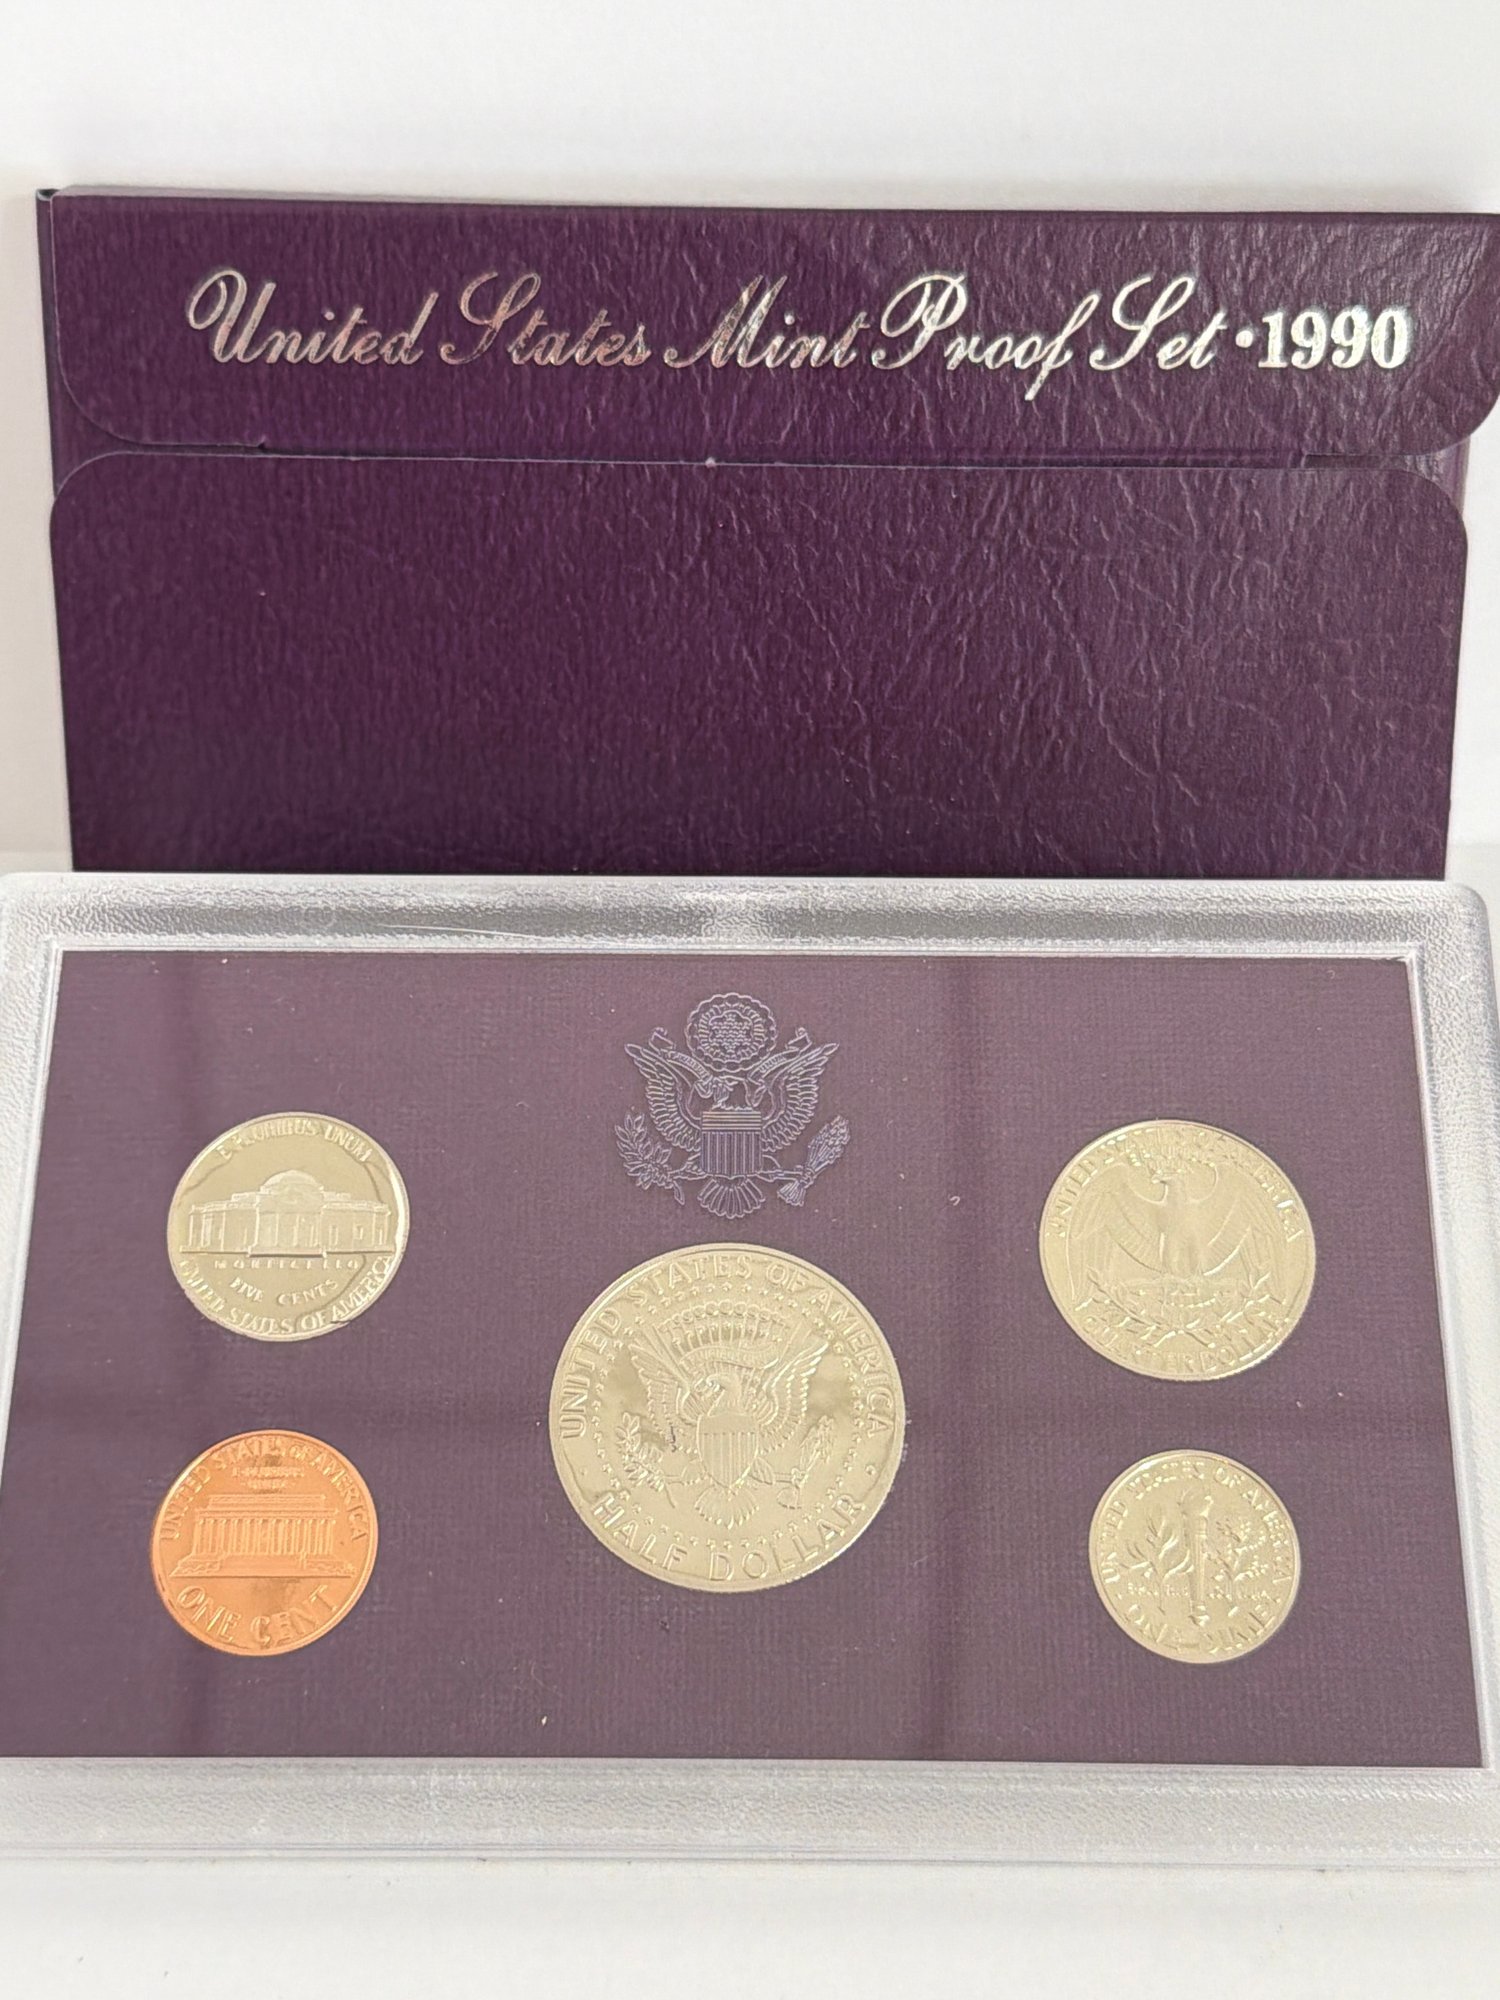 United States Mint Proof Set · 1990
E·PLURIBUS UNUM
MONTICELLO
FIVE CENTS
UNITED STATES OF AMERICA
UNITED STATES OF AMERICA
QUARTER DOLLAR
UNITED STATES OF AMERICA
HALF DOLLAR
UNITED STATES OF AMERICA
E·PLURIBUS
UNUM
ONE CENT
UNITED STATES OF AMERICA
ONE DIME